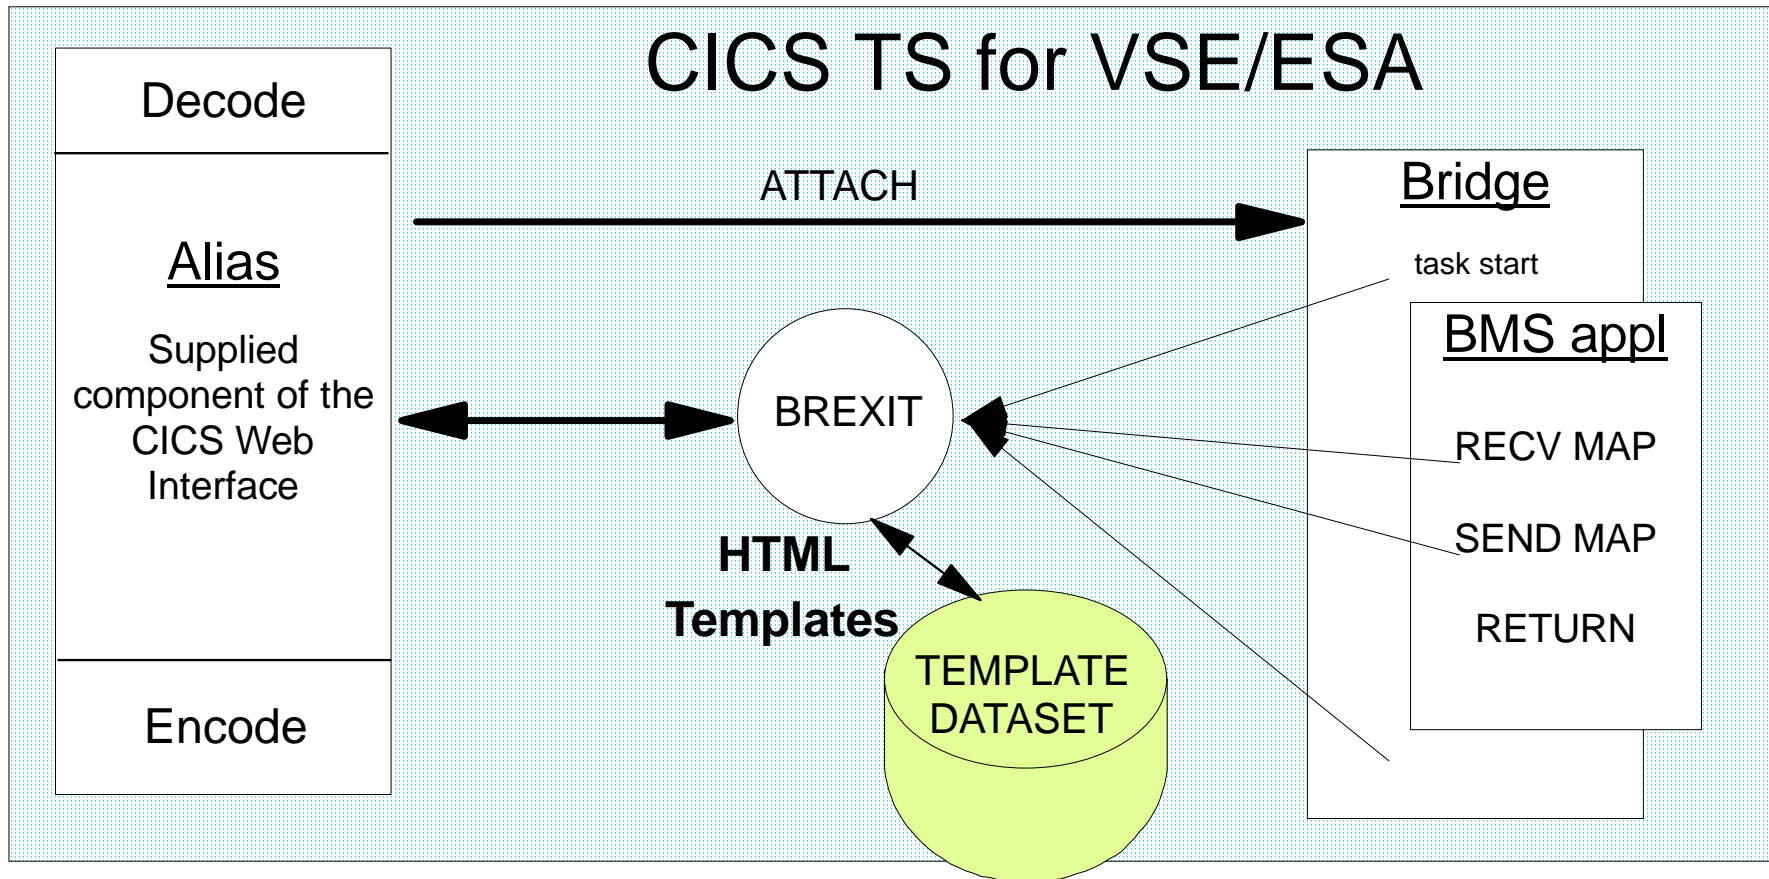 CICS TS for VSE/ESA
Decode
Alias
Supplied
component of the
CICS Web
Interface
Encode
ATTACH
BREXIT
HTML
Templates
TEMPLATE
DATASET
Bridge
task start
BMS appl
RECV MAP
SEND MAP
RETURN